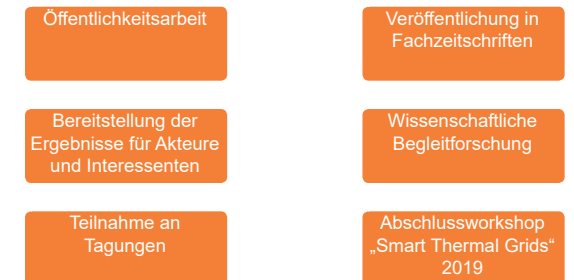 Öffentlichkeitsarbeit
Veröffentlichung in
Fachzeitschriften
Bereitstellung der
Ergebnisse für Akteure
und Interessenten
Wissenschaftliche
Begleitforschung
Teilnahme an
Tagungen
Abschlussworkshop
„Smart Thermal Grids“
2019